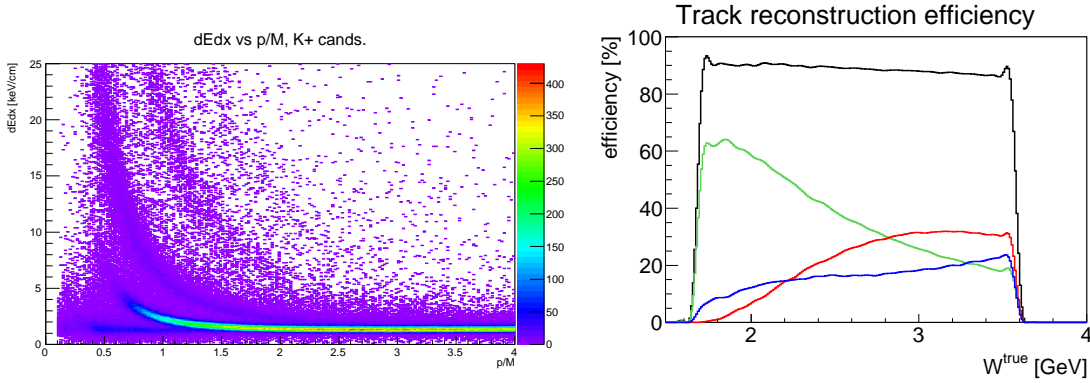 dEdx vs p/M, K+ cands.
dEdx [keV/cm]
25
20
15
10
5
0
0 0.5 1 1.5 2 2.5 3 3.5 4
p/M
400
350
300
250
200
150
100
50
0
Track reconstruction efficiency
efficiency [%]
100
80
60
40
20
0
2 3 4
W^true [GeV]